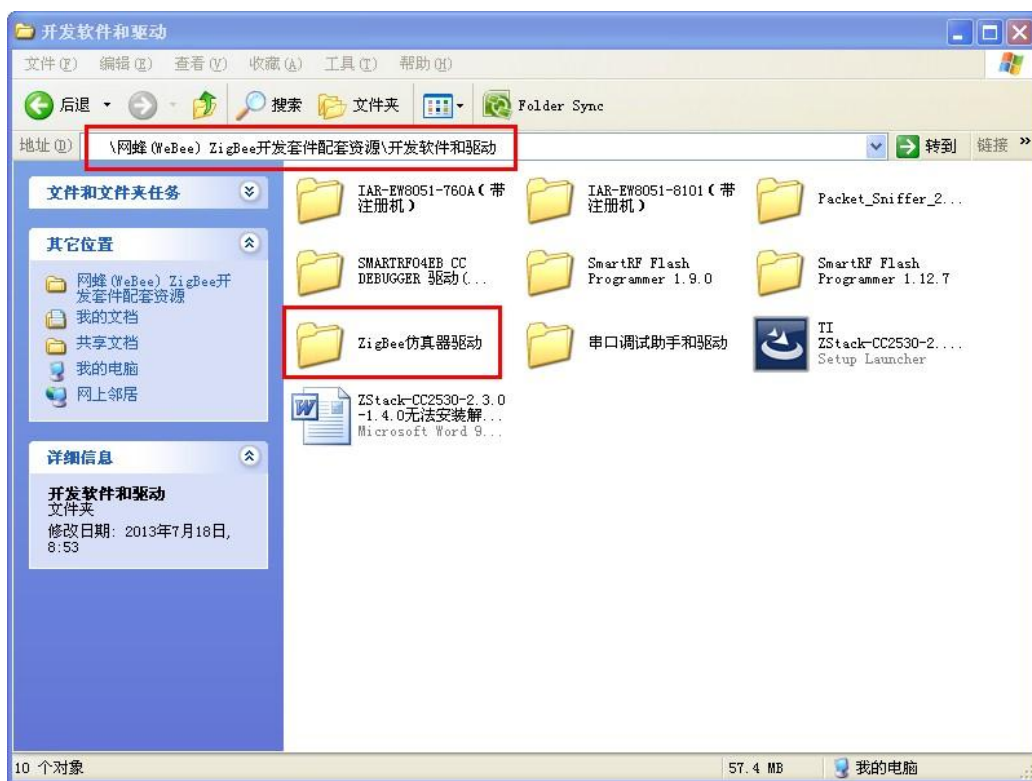 开发软件和驱动
文件(F) 编辑(E) 查看(V) 收藏(A) 工具(T) 帮助(H)
后退 搜索 文件夹 Folder Sync
地址(D) \网蜂(WeBee) ZigBee开发套件配套资源\开发软件和驱动 转到 链接 »
文件和文件夹任务
其它位置
网蜂(WeBee) ZigBee开
发套件配套资源
我的文档
共享文档
我的电脑
网上邻居
详细信息
开发软件和驱动
文件夹
修改日期: 2013年7月18日,
8:53
IAR-EW8051-760A(带
注册机)
IAR-EW8051-8101(带
注册机)
Packet_Sniffer_2...
SMARTRF04EB CC
DEBUGGER 驱动(...
SmartRF Flash
Programmer 1.9.0
SmartRF Flash
Programmer 1.12.7
ZigBee仿真器驱动
串口调试助手和驱动
TI
ZStack-CC2530-2....
Setup Launcher
ZStack-CC2530-2.3.0
-1.4.0无法安装解...
Microsoft Word 9...
10 个对象 57.4 MB 我的电脑